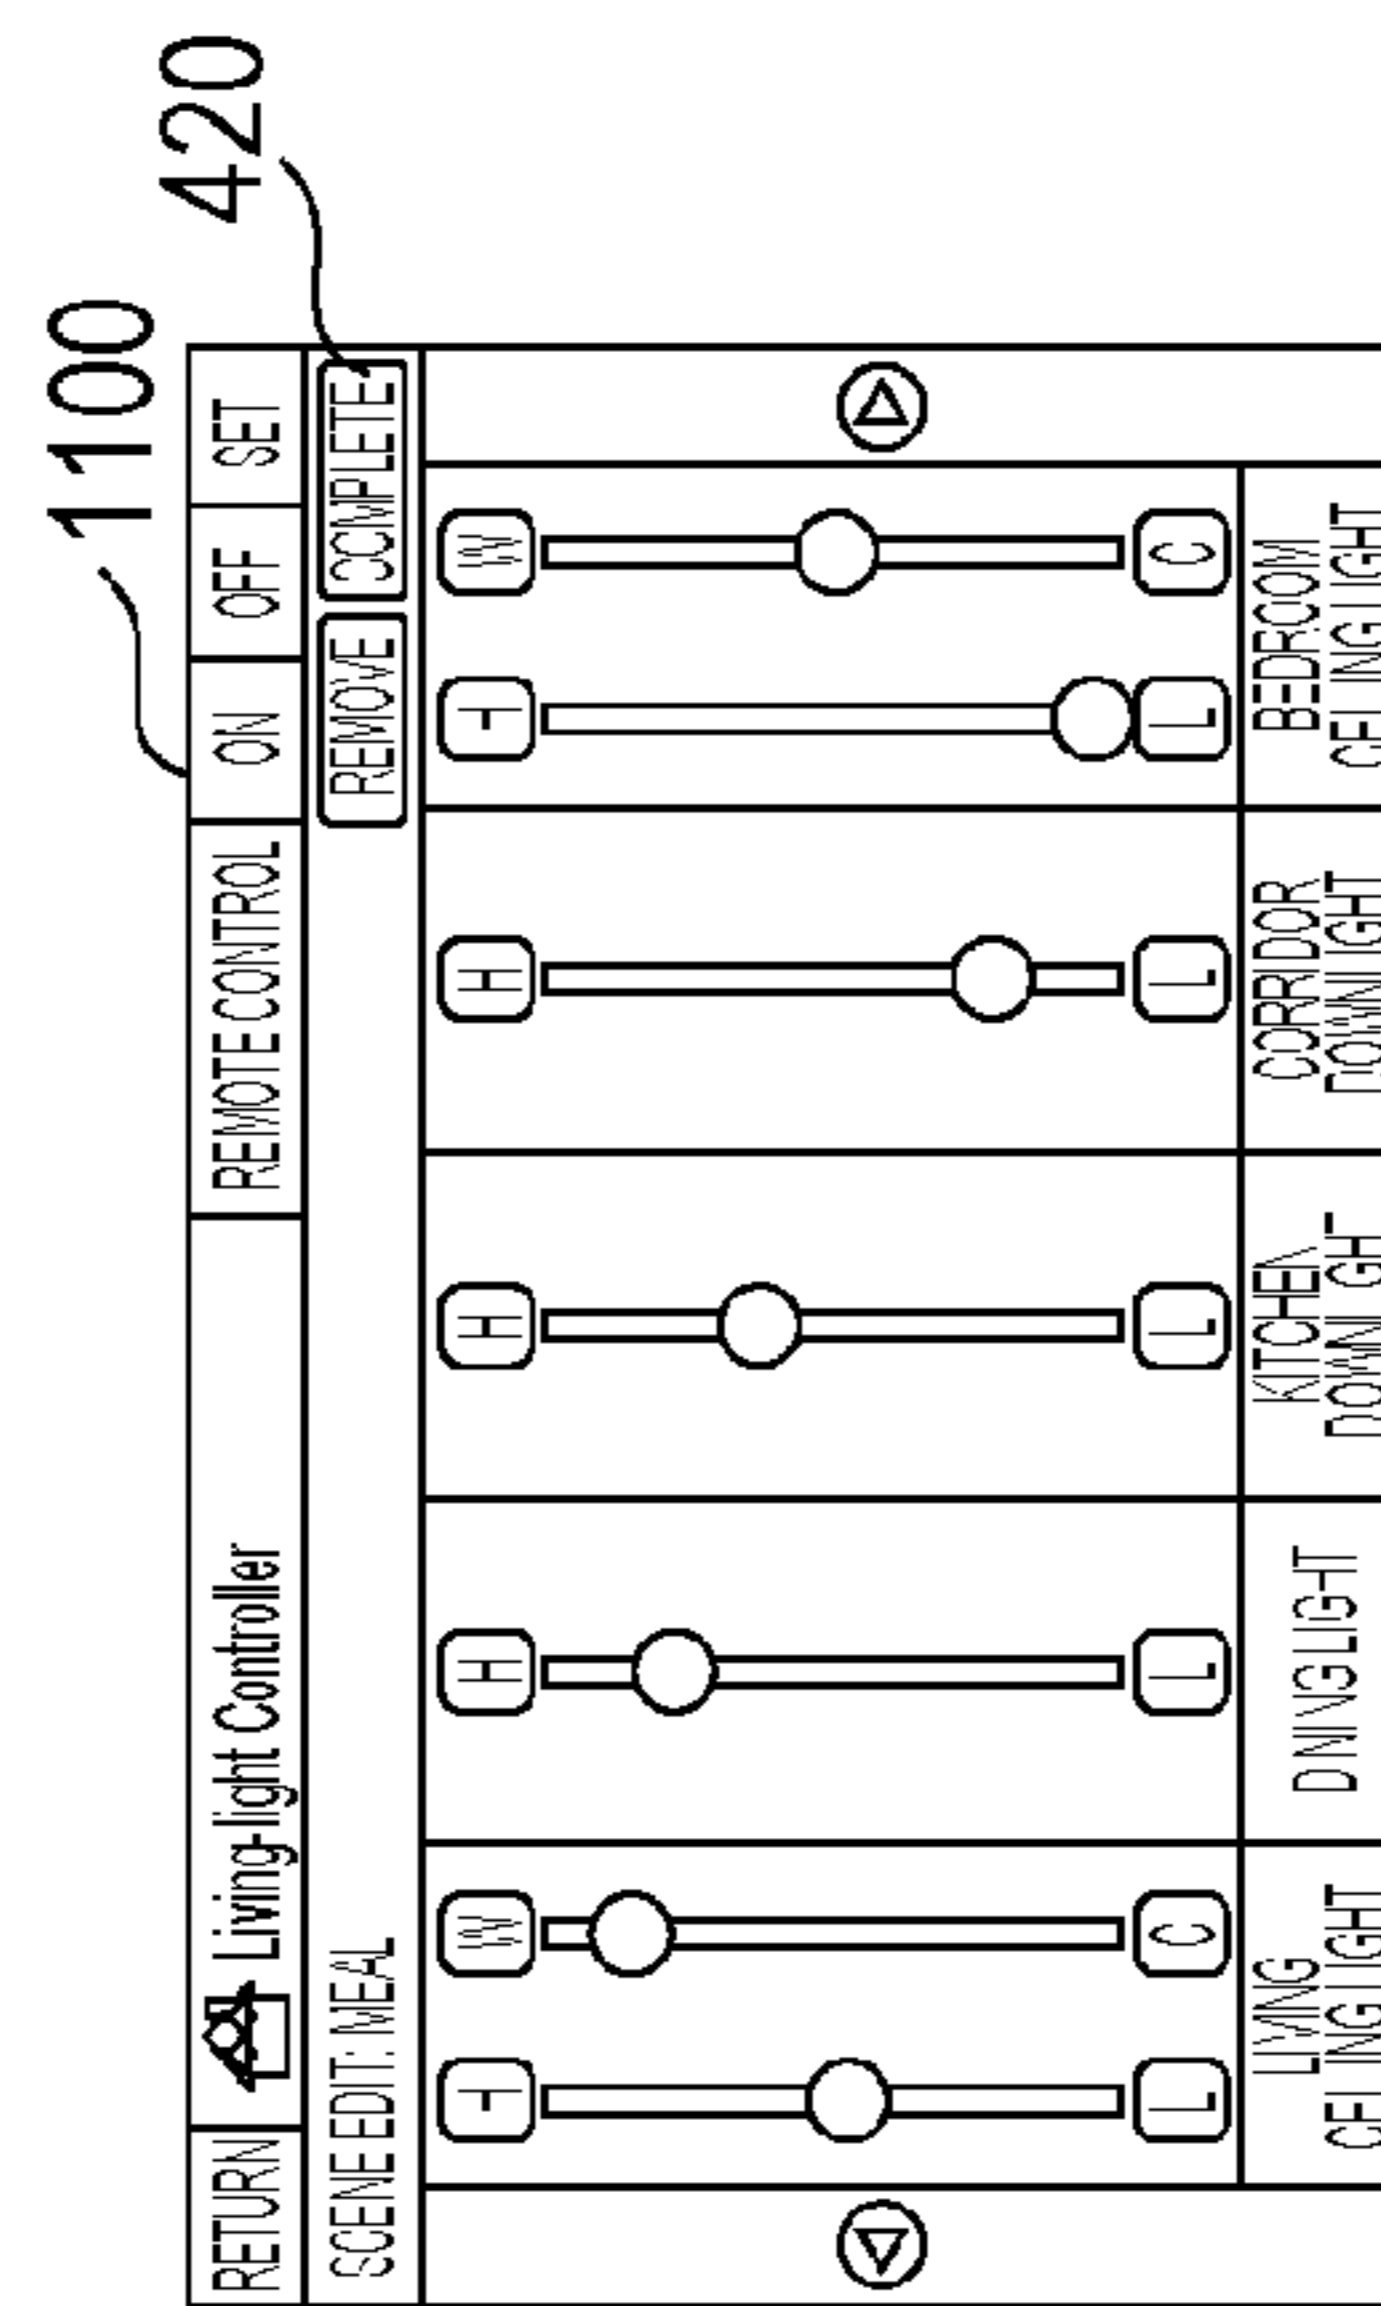 1100
420
RETURN Living-light Controller REMOTE CONTROL ON OFF SET
SCENE EDIT: MEAL REMOVE COMPLETE
H W H H H H W
L C L L L L C
LIVING
CEILING LIGHT
DINING LIGHT
KITCHEN
DOWNLIGHT
CORRIDOR
DOWNLIGHT
BEDROOM
CEILING LIGHT